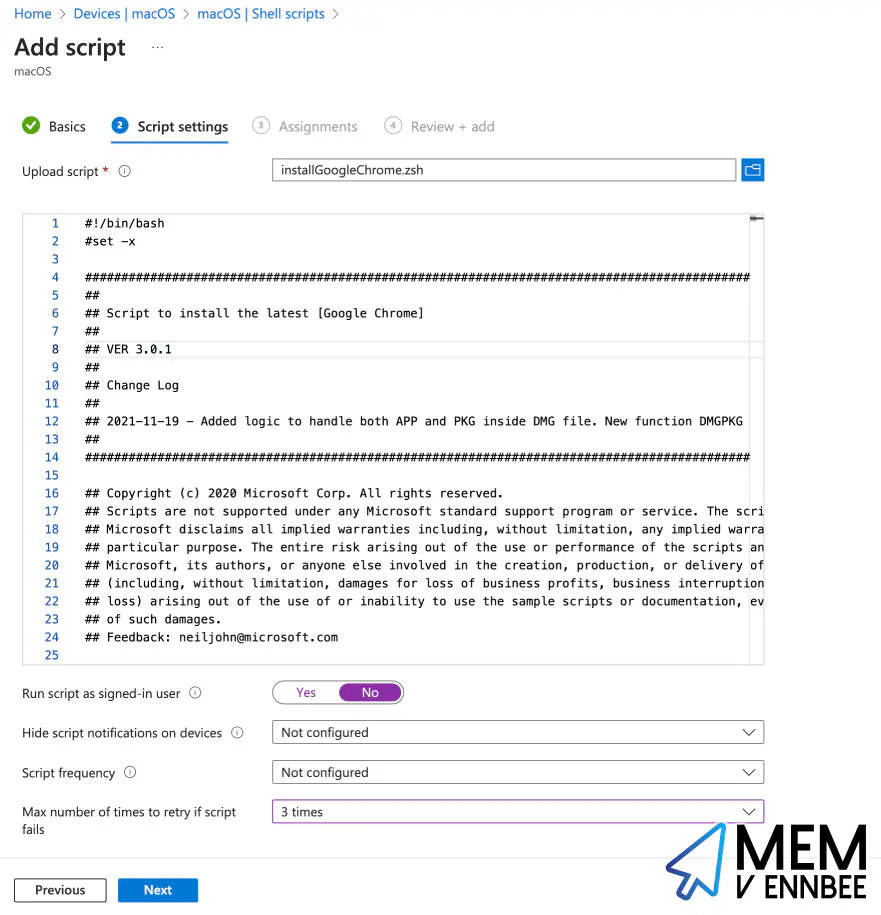 Home > Devices | macOS > macOS | Shell scripts >
Add script ...
macOS
Basics 2 Script settings 3 Assignments 4 Review + add
Upload script * installGoogleChrome.zsh
1 #!/bin/bash
2 #set -x
3
4 ############################################################################################
5 ##
6 ## Script to install the latest [Google Chrome]
7 ##
8 ## VER 3.0.1
9 ##
10 ## Change Log
11 ##
12 ## 2021-11-19 - Added logic to handle both APP and PKG inside DMG file. New function DMGPKG
13 ##
14 ############################################################################################
15
16 ## Copyright (c) 2020 Microsoft Corp. All rights reserved.
17 ## Scripts are not supported under any Microsoft standard support program or service. The scri
18 ## Microsoft disclaims all implied warranties including, without limitation, any implied warra
19 ## particular purpose. The entire risk arising out of the use or performance of the scripts an
20 ## Microsoft, its authors, or anyone else involved in the creation, production, or delivery of
21 ## (including, without limitation, damages for loss of business profits, business interruption
22 ## loss) arising out of the use of or inability to use the sample scripts or documentation, ev
23 ## of such damages.
24 ## Feedback: neiljohn@microsoft.com
25
Run script as signed-in user Yes No
Hide script notifications on devices Not configured
Script frequency Not configured
Max number of times to retry if script 3 times
fails
MEM
V ENNBEE
Previous Next